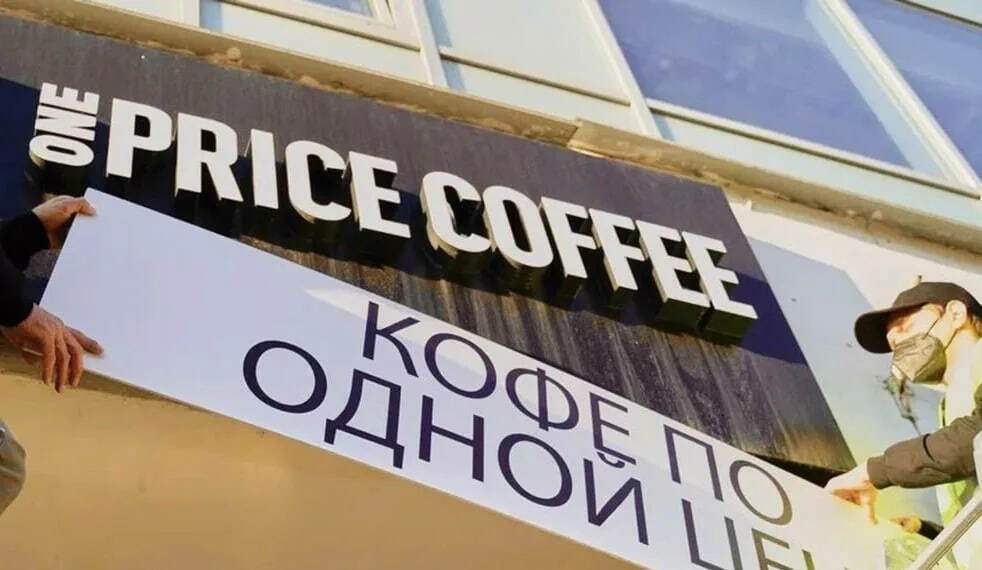 ONE
PRICE COFFEE
КОФЕ ПО
ОДНОЙ